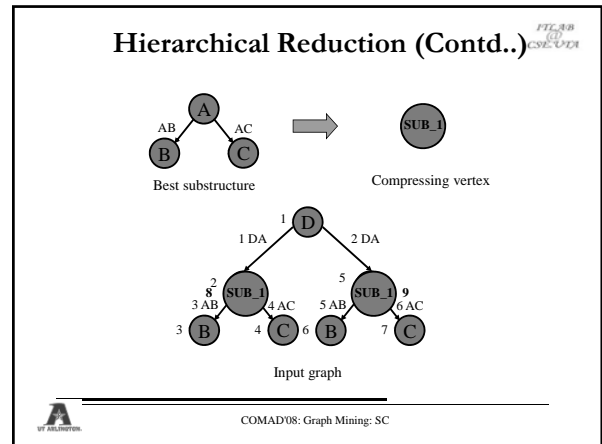 Hierarchical Reduction (Contd..)
ITLAB
@
CSE.UTA
A
AB
AC
B
C
SUB_1
Best substructure
Compressing vertex
1
D
1 DA
2 DA
2
8
SUB_1
5
SUB_1
9
3 AB
4 AC
5 AB
6 AC
3
B
4
C
6
B
7
C
Input graph
UT ARLINGTON
COMAD'08: Graph Mining: SC